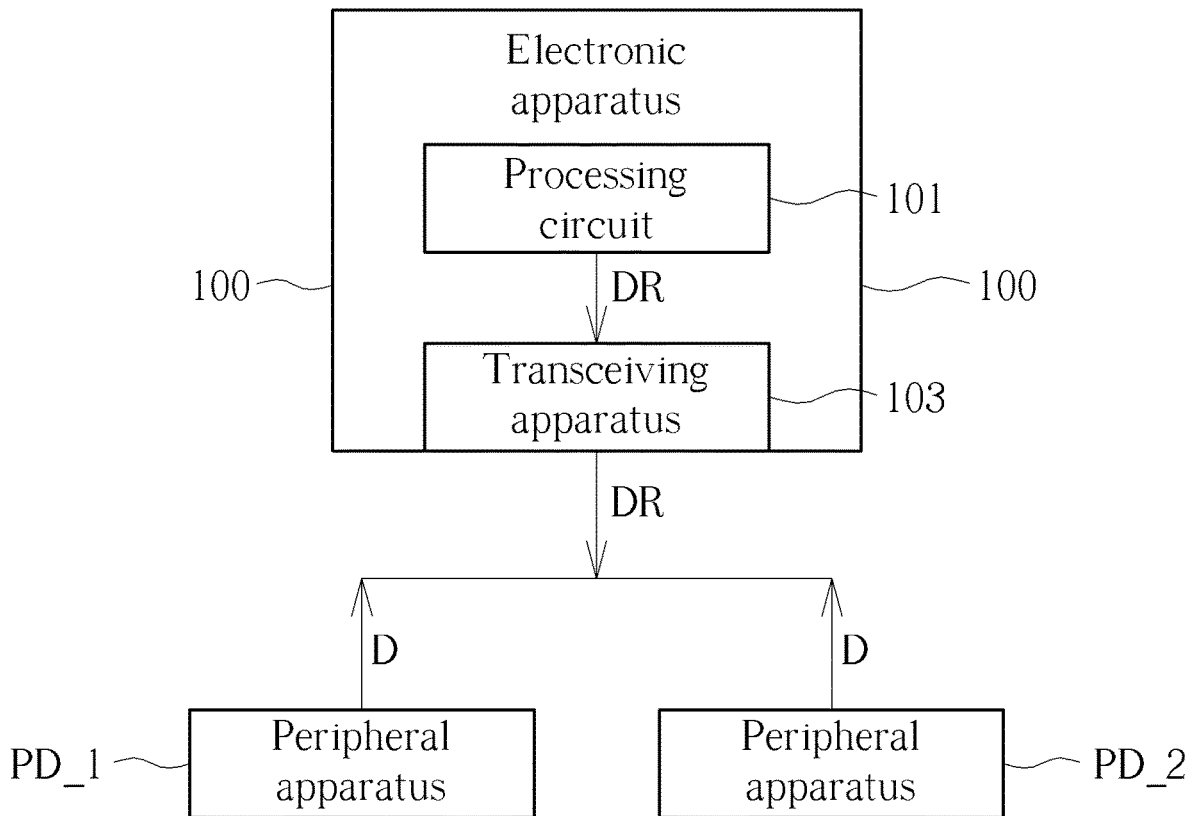 Electronic
apparatus
Processing
circuit
101
100
DR
100
Transceiving
apparatus
103
DR
D
D
PD_1
Peripheral
apparatus
Peripheral
apparatus
PD_2